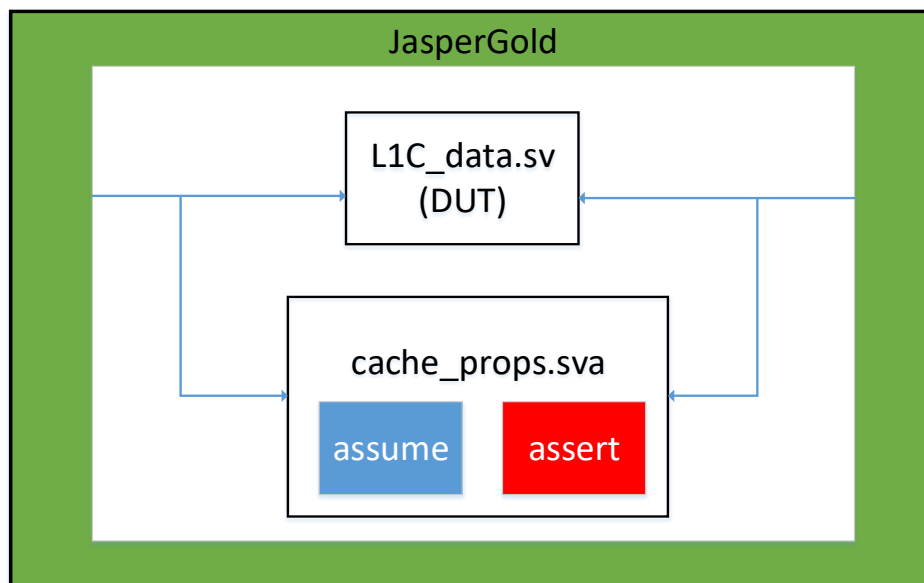 JasperGold
L1C_data.sv
(DUT)
cache_props.sva
assume
assert